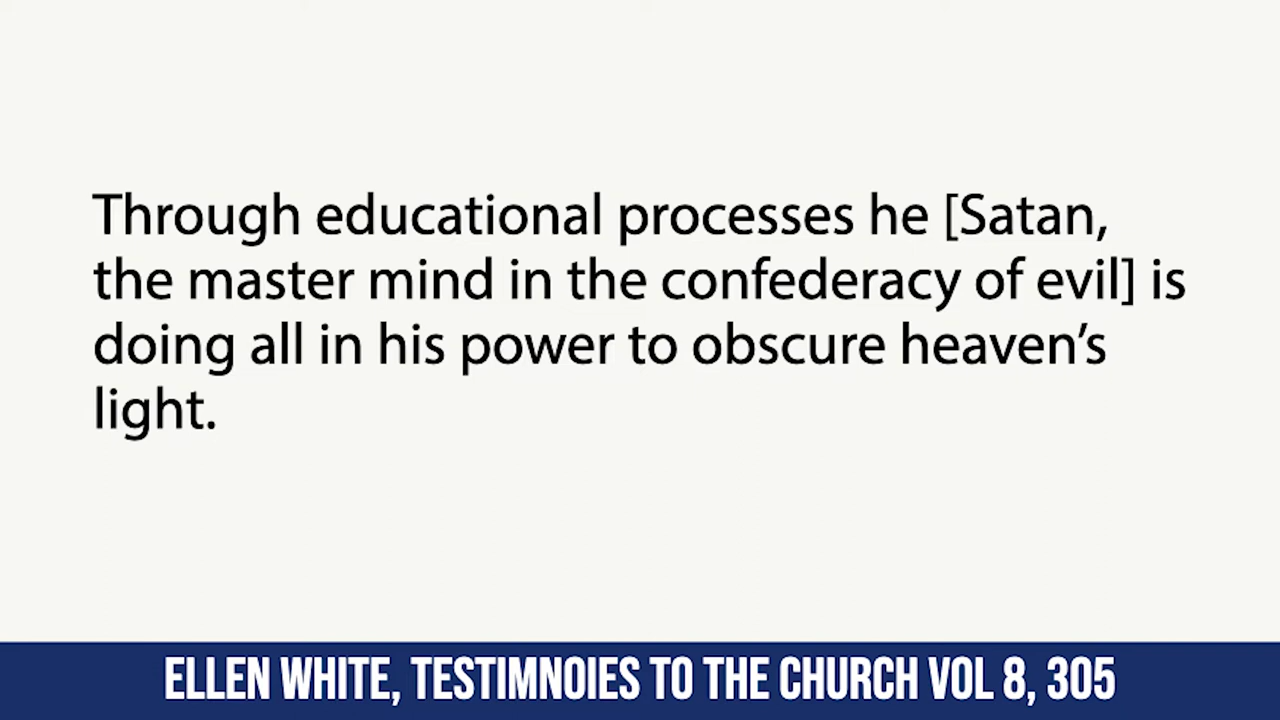 Through educational processes he [Satan,
the master mind in the confederacy of evil] is
doing all in his power to obscure heaven’s
light.
ELLEN WHITE, TESTIMNOIES TO THE CHURCH VOL 8, 305